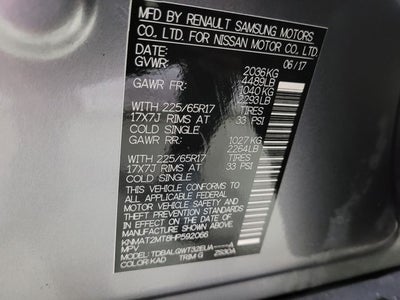 MFD BY RENAULT SAMSUNG MOTORS
CO., LTD. FOR NISSAN MOTOR CO., LTD.
DATE: 06/17
GVWR: 2036KG
4489LB
GAWR FR: 1040KG
2293LB
WITH 225/65R17 TIRES
17X7J RIMS AT 33 PSI
COLD SINGLE
GAWR RR: 1027KG
2264LB
WITH 225/65R17 TIRES
17X7J RIMS AT 33 PSI
COLD SINGLE
THIS VEHICLE CONFORMS TO
ALL APPLICABLE FEDERAL
MOTOR VEHICLE SAFETY AND
THEFT PREVENTION STANDARDS
IN EFFECT ON THE DATE OF
MANUFACTURE SHOWN ABOVE.
KNMAT2MT8HP592066
MODEL: TDBALGWT32EUA----A
COLOR: KAD TRIM: G